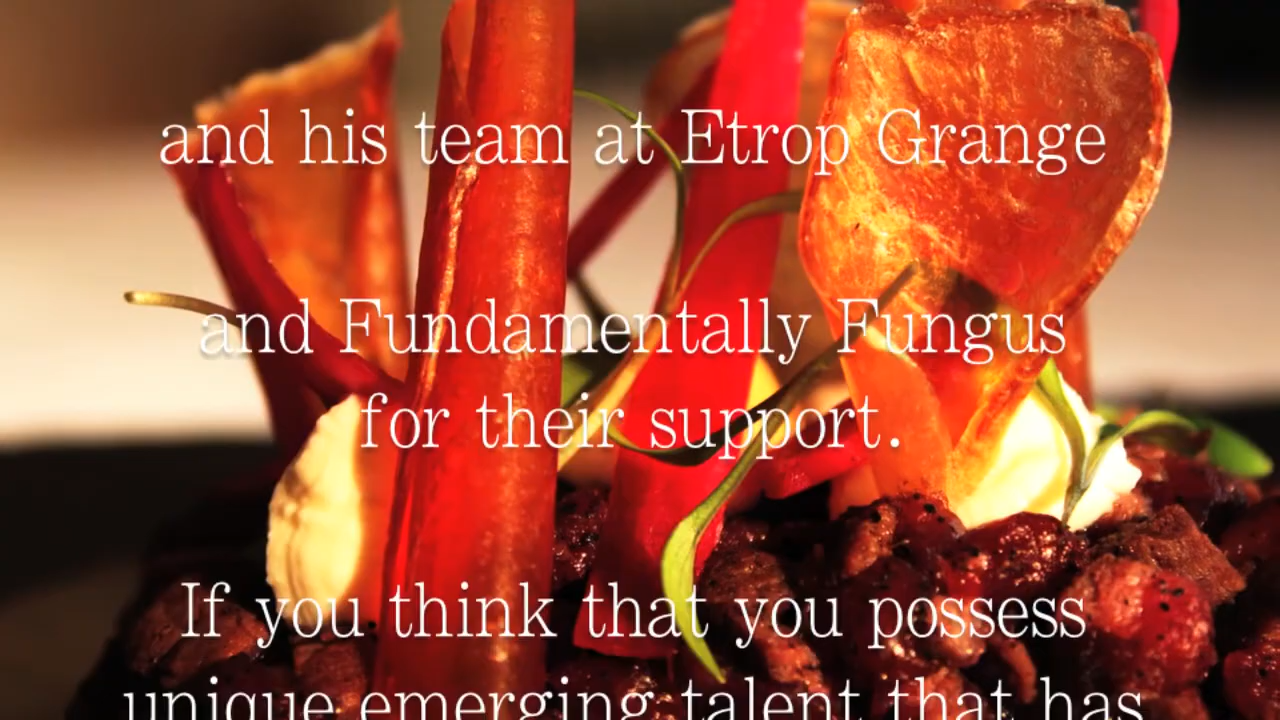 and his team at Etrop Grange
and Fundamentally Fungus
for their support.
If you think that you possess
unique emerging talent that has